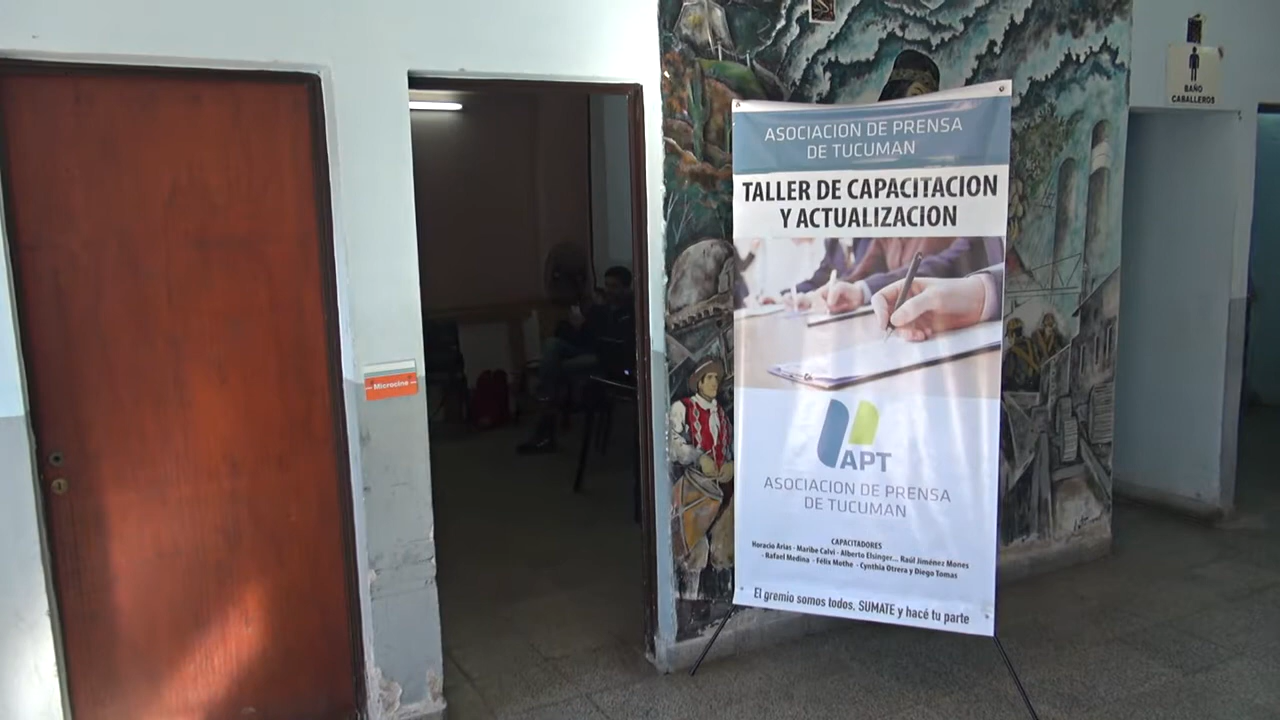 Microcine
ASOCIACION DE PRENSA
DE TUCUMAN
TALLER DE CAPACITACION
Y ACTUALIZACION
APT
ASOCIACION DE PRENSA
DE TUCUMAN
CAPACITADORES
Horacio Arias - Maribe Calvi - Alberto Elsinger... Raúl Jiménez Mones
- Rafael Medina - Félix Mothe - Cynthia Otrera y Diego Tomas
El gremio somos todos, SUMATE y hacé tu parte
BAÑO
CABALLEROS